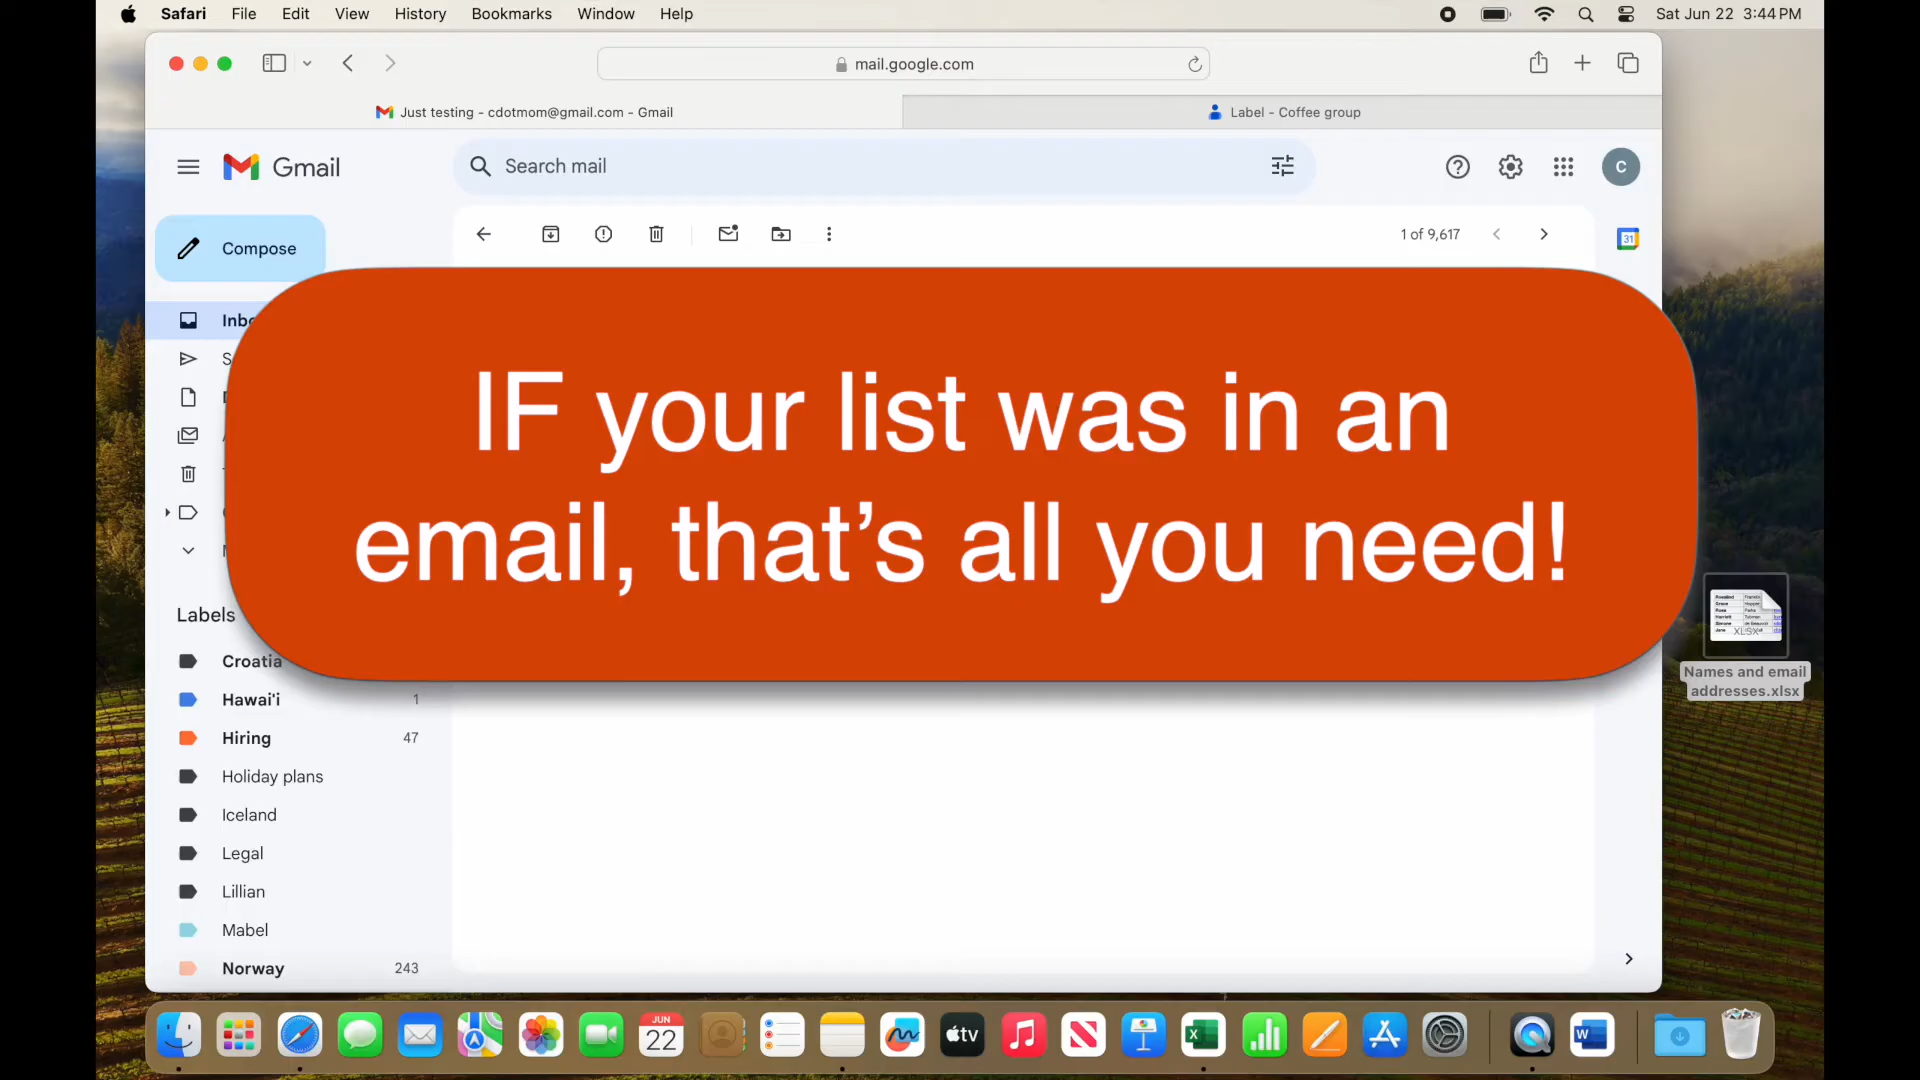 Safari File Edit View History Bookmarks Window Help
Sat Jun 22 3:44 PM
mail.google.com
Just testing - cdotmom@gmail.com - Gmail
Label - Coffee group
Gmail
Search mail
C
Compose
1 of 9,617
31
IF your list was in an
email, that's all you need!
Labels
Croatia
Hawai'i 1
Hiring 47
Holiday plans
Iceland
Legal
Lillian
Mabel
Norway 243
XLSX
Names and email
addresses.xlsx
JUN
22
tv
X
W